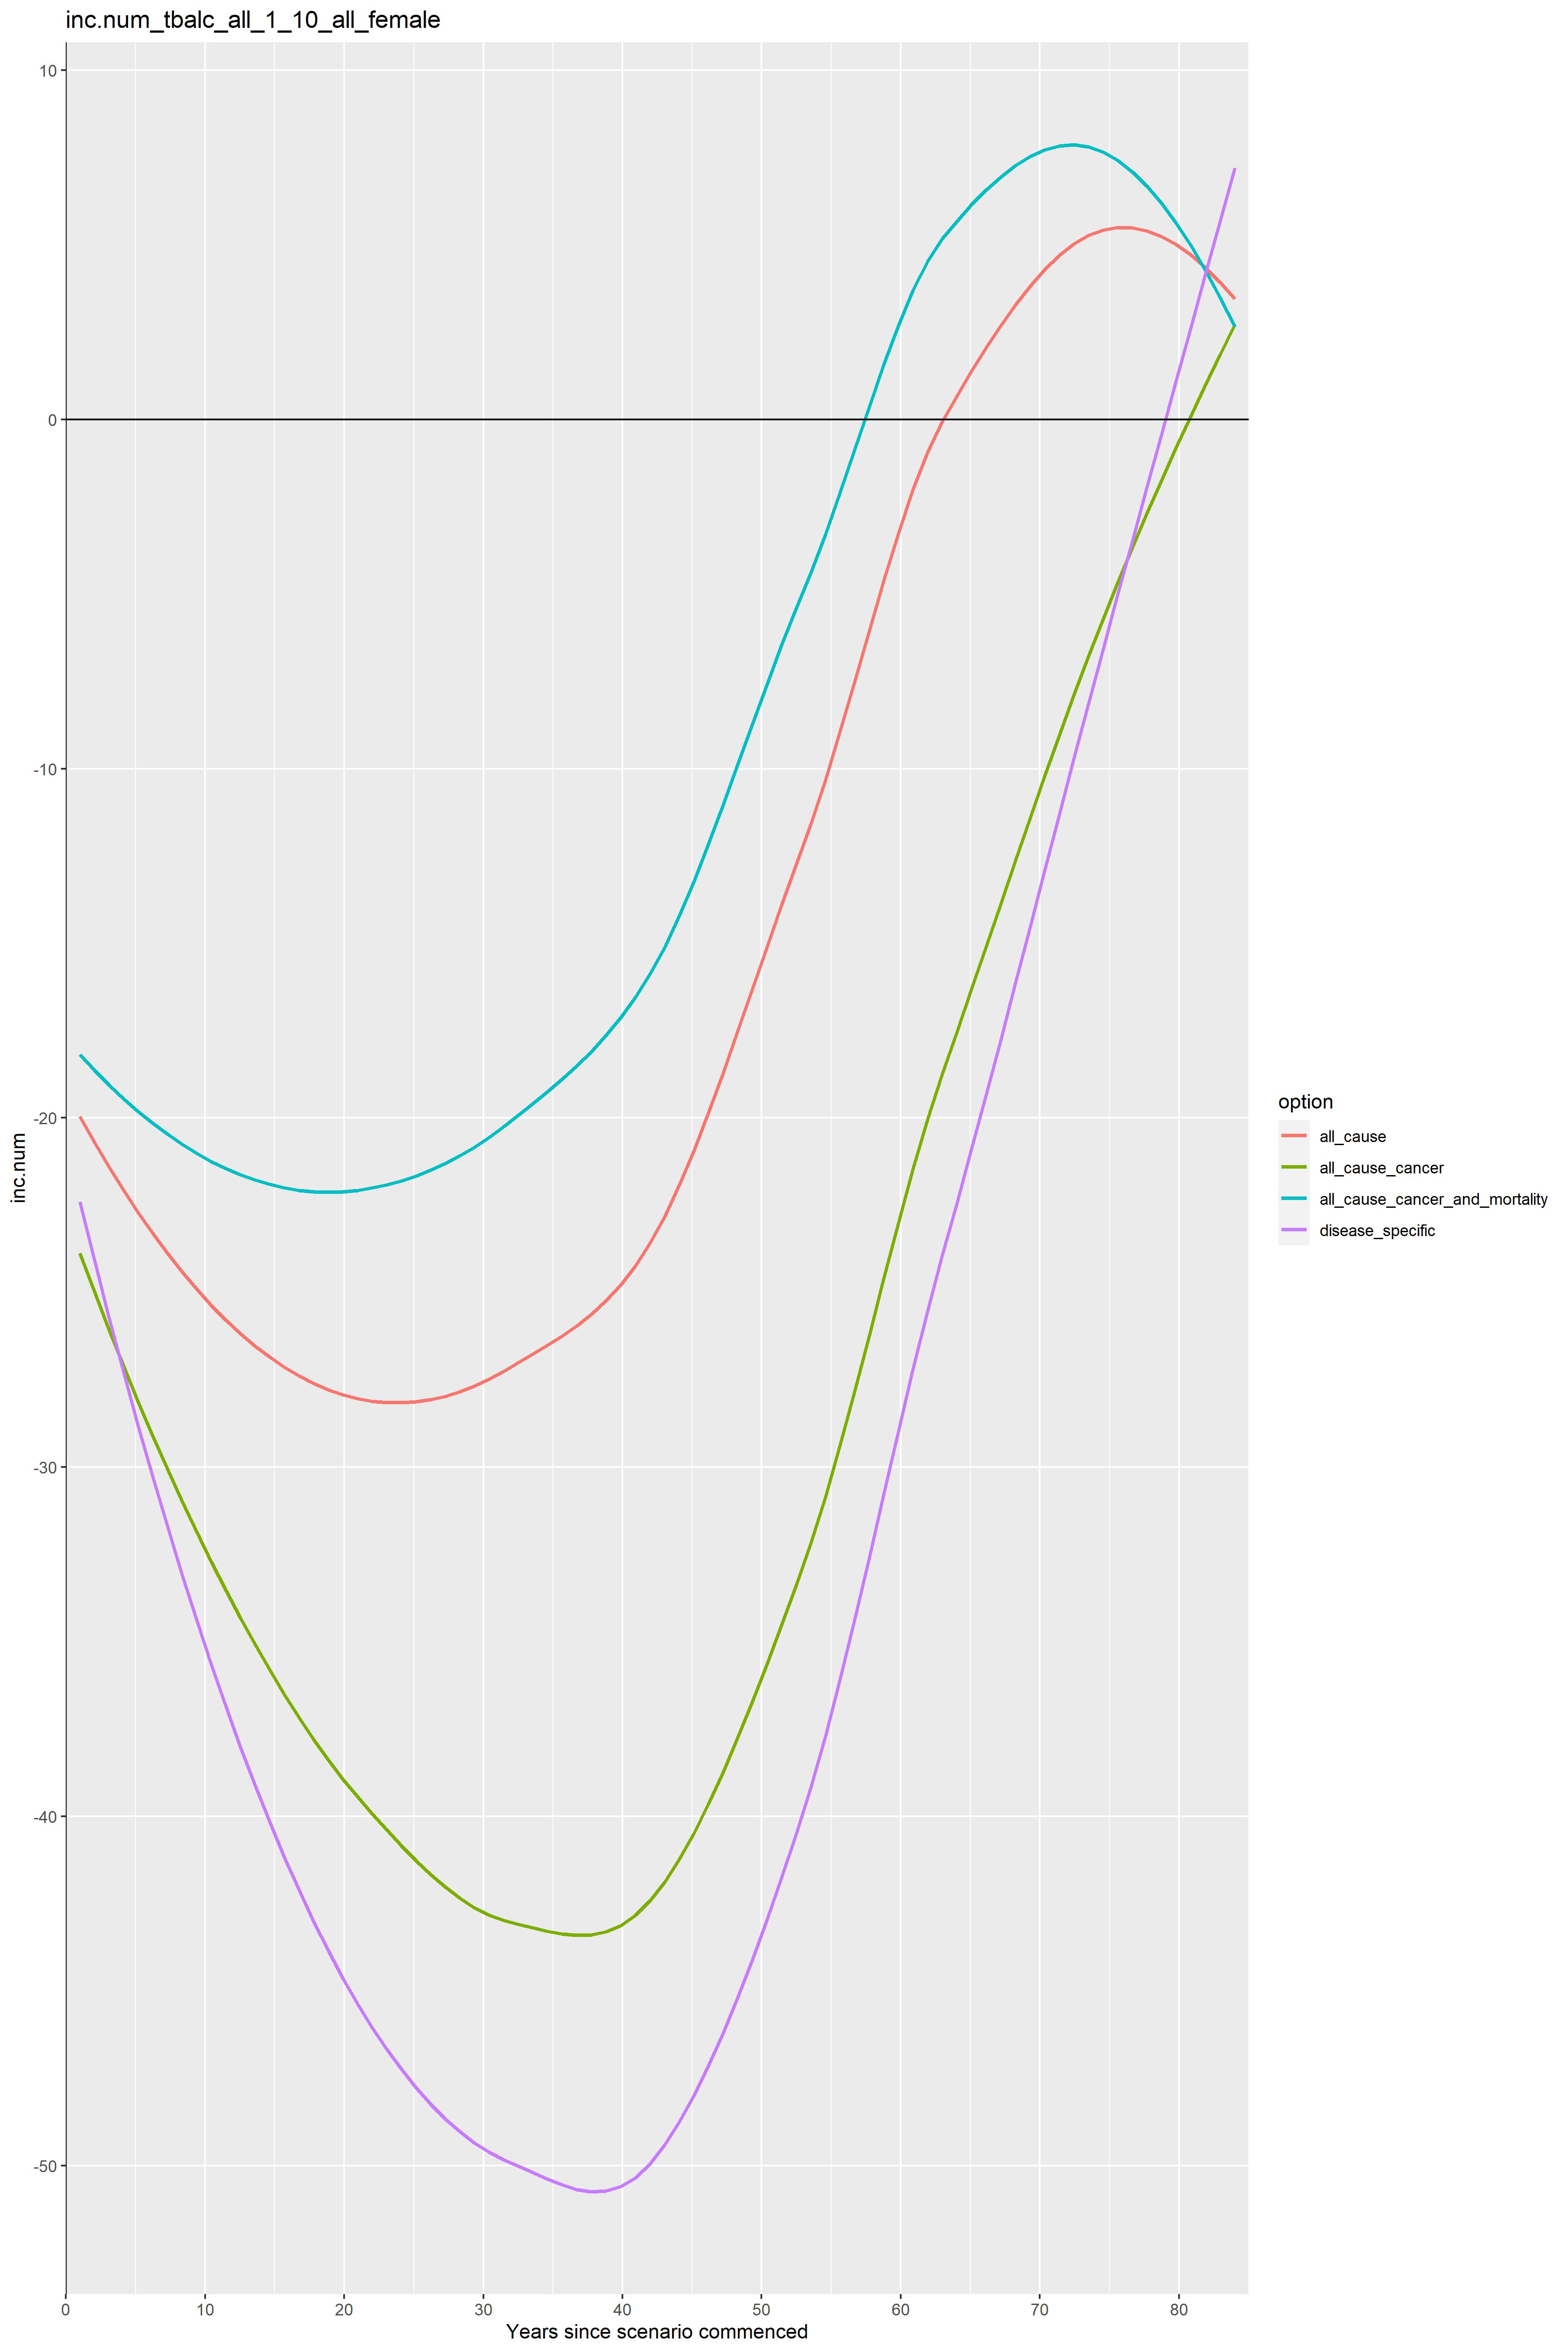 inc.num_tbalc_all_1_10_all_female
10
0
-10
-20
-30
-40
-50
inc.num
0 10 20 30 40 50 60 70 80
Years since scenario commenced
option
all_cause
all_cause_cancer
all_cause_cancer_and_mortality
disease_specific